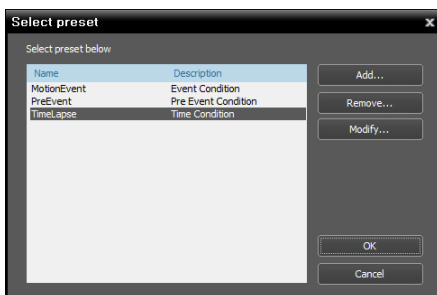 Select preset x
Select preset below
Name Description
MotionEvent Event Condition
PreEvent Pre Event Condition
TimeLapse Time Condition
Add...
Remove...
Modify...
OK
Cancel